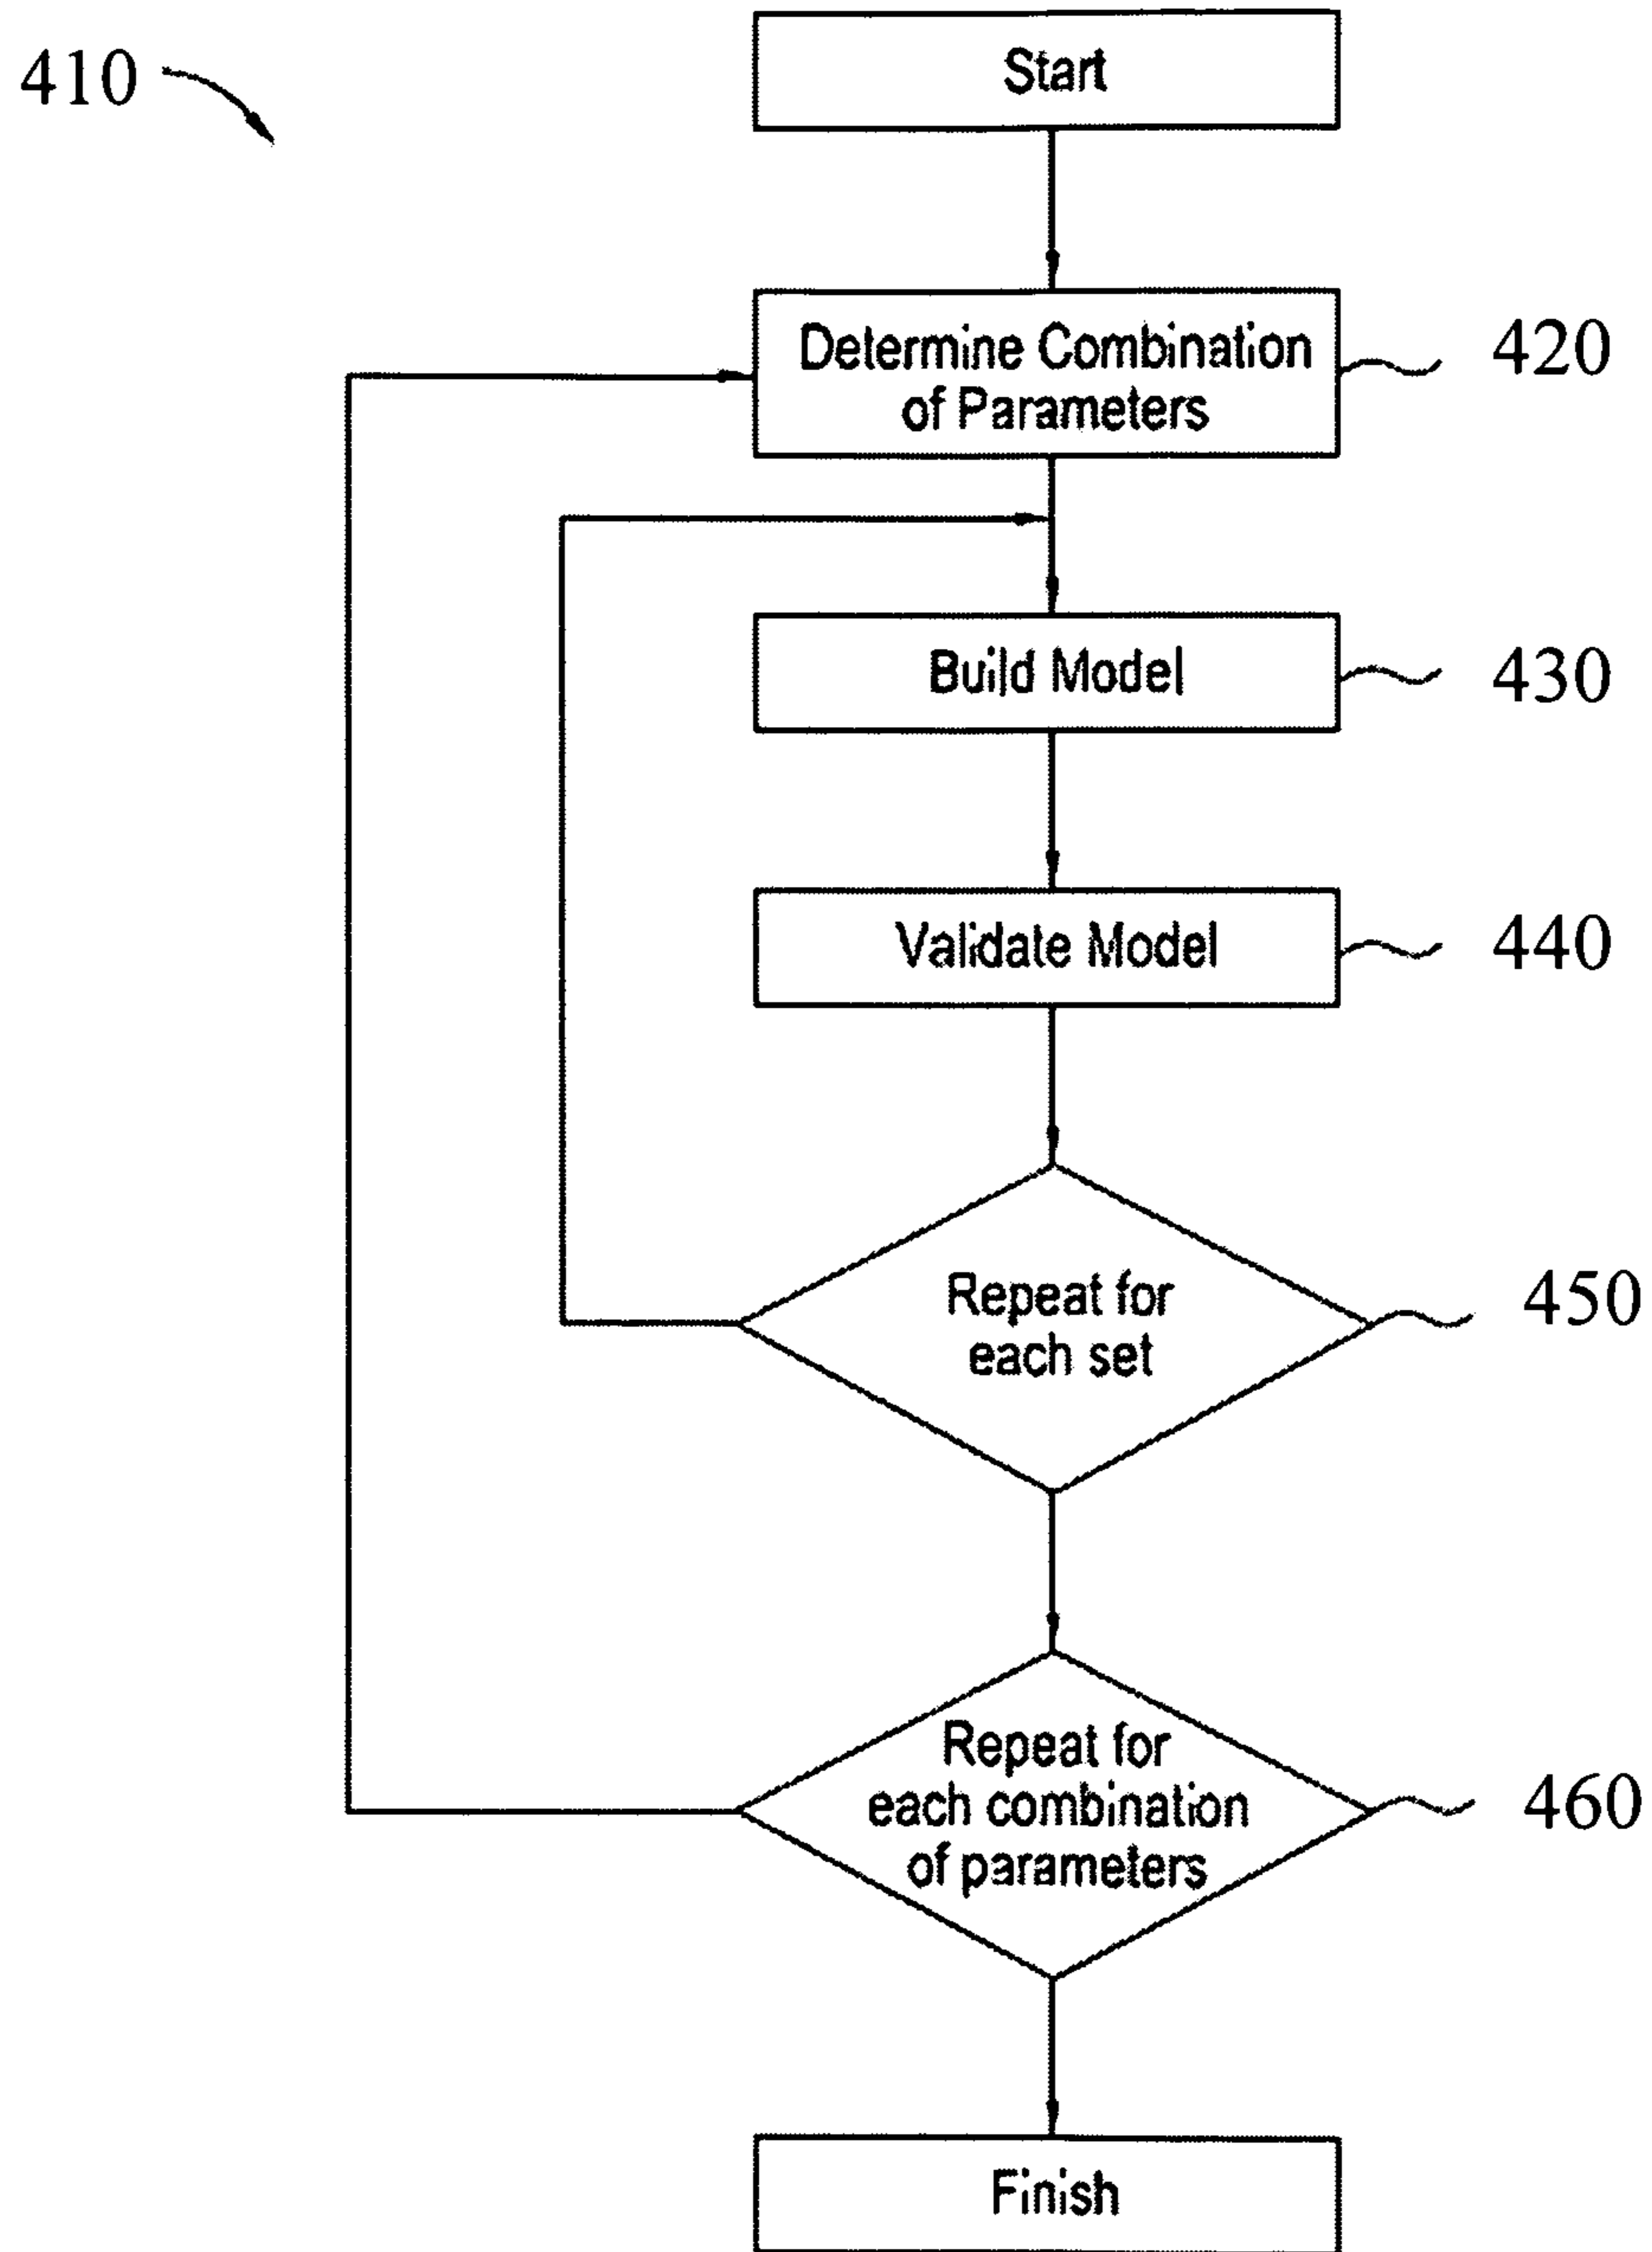 410
Start
Determine Combination
of Parameters
420
Build Model
430
Validate Model
440
Repeat for
each set
450
Repeat for
each combination
of parameters
460
Finish